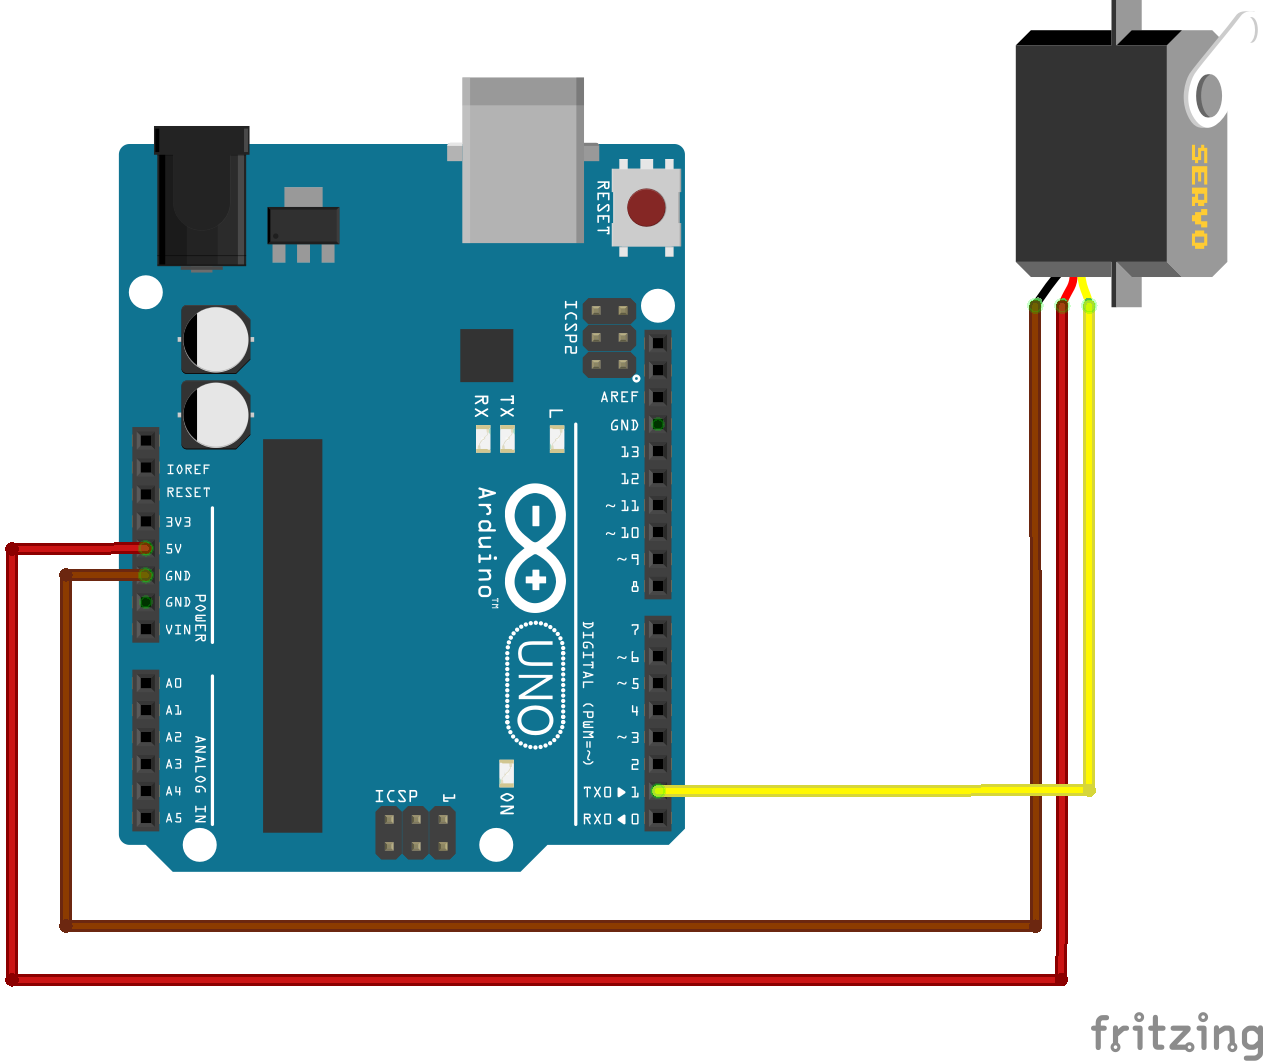 SERVO
RESET
ICSP2
AREF
GND
13
12
~11
~10
~9
8
RX
TX
L
IOREF
RESET
3V3
5V
GND
GND
VIN
POWER
Arduino™
UNO
DIGITAL (PWM=~)
7
~6
~5
4
~3
2
TX0▶1
RX0◀0
A0
A1
A2
A3
A4
A5
ANALOG IN
ICSP
1
ON
fritzing